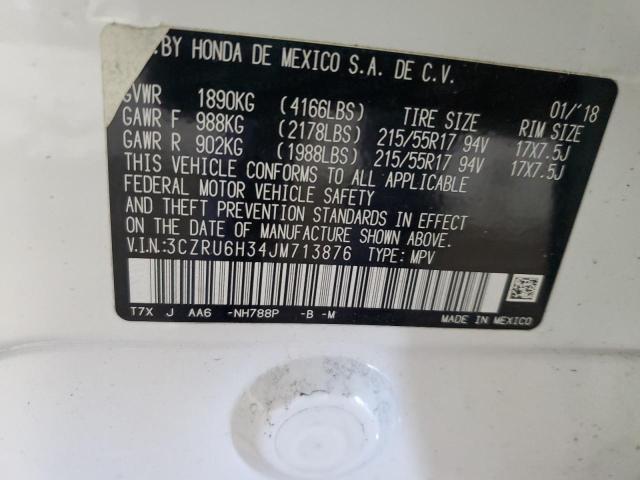 .BY HONDA DE MEXICO S.A. DE C.V.
GVWR 1890KG (4166LBS) TIRE SIZE 01/'18 RIM SIZE
GAWR F 988KG (2178LBS) 215/55R17 94V 17X7.5J
GAWR R 902KG (1988LBS) 215/55R17 94V 17X7.5J
THIS VEHICLE CONFORMS TO ALL APPLICABLE
FEDERAL MOTOR VEHICLE SAFETY
AND THEFT PREVENTION STANDARDS IN EFFECT
ON THE DATE OF MANUFACTURE SHOWN ABOVE.
V.I.N.:3CZRU6H34JM713876 TYPE: MPV
T7X J AA6 -NH788P -B -M MADE IN MEXICO